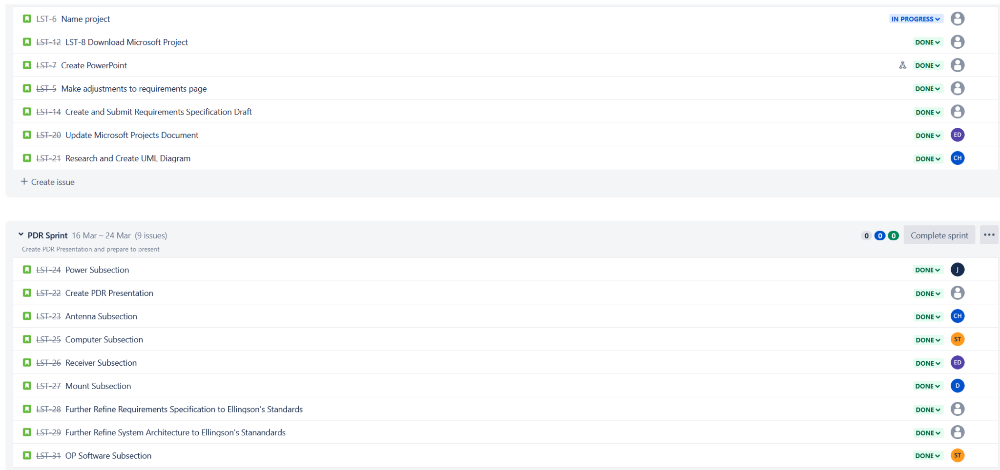 LST-6 Name project IN PROGRESS
LST-12 LST-8 Download Microsoft Project DONE
LST-7 Create PowerPoint DONE
LST-5 Make adjustments to requirements page DONE
LST-14 Create and Submit Requirements Specification Draft DONE
LST-20 Update Microsoft Projects Document DONE ED
LST-21 Research and Create UML Diagram DONE CH
+ Create issue
PDR Sprint 16 Mar – 24 Mar (9 issues) 0 0 0 Complete sprint ...
Create PDR Presentation and prepare to present
LST-24 Power Subsection DONE J
LST-22 Create PDR Presentation DONE
LST-23 Antenna Subsection DONE CH
LST-25 Computer Subsection DONE ST
LST-26 Receiver Subsection DONE ED
LST-27 Mount Subsection DONE D
LST-28 Further Refine Requirements Specification to Ellingson's Standards DONE
LST-29 Further Refine System Architecture to Ellingson's Stanandards DONE
LST-31 OP Software Subsection DONE ST